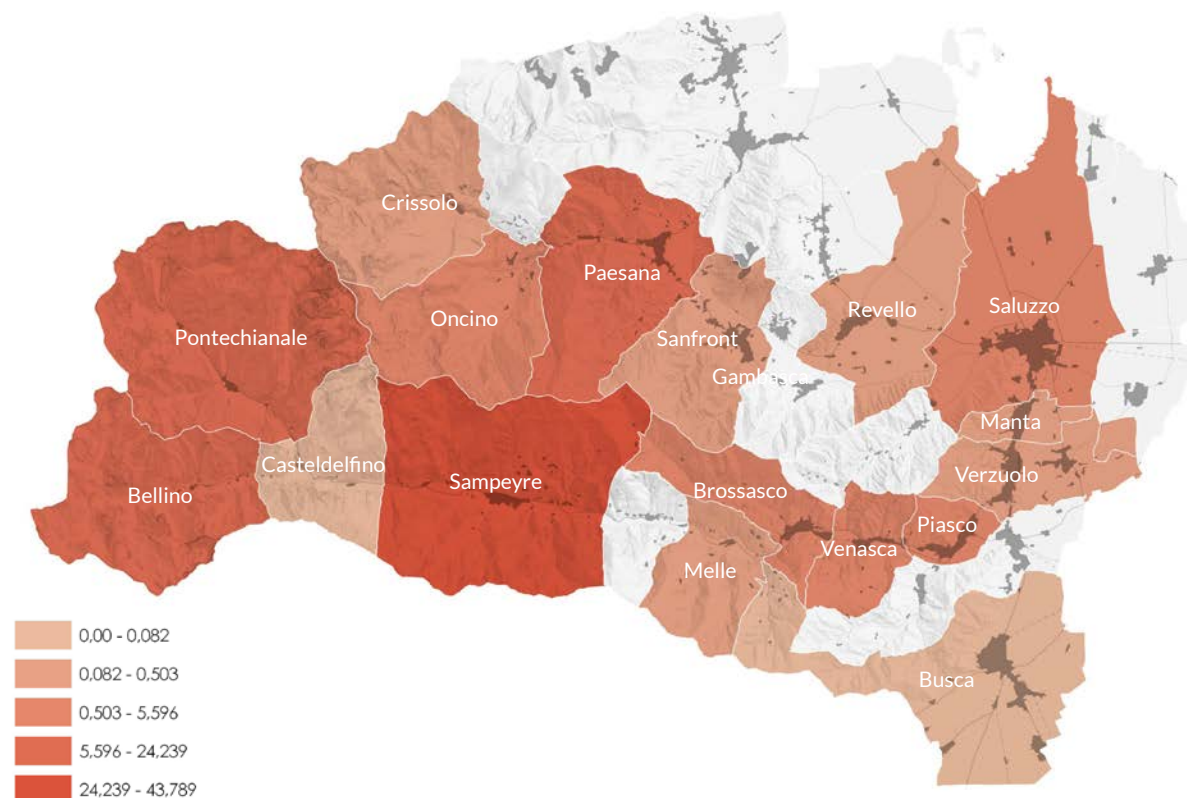 Crissolo
Paesana
Oncino
Pontechianale
Sanfront
Revello
Saluzzo
Gambasca
Manta
Casteldelfino
Bellino
Sampeyre
Brossasco
Verzuolo
Piasco
Venasca
Melle
Busca
0,00 - 0,082
0,082 - 0,503
0,503 - 5,596
5,596 - 24,239
24,239 - 43,789